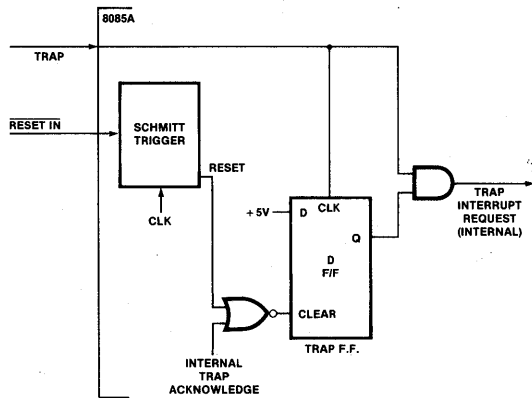 8085A
TRAP
RESET IN
SCHMITT
TRIGGER
RESET
CLK
+5V
D
CLK
Q
D
F/F
CLEAR
TRAP F.F.
TRAP
INTERRUPT
REQUEST
(INTERNAL)
INTERNAL
TRAP
ACKNOWLEDGE